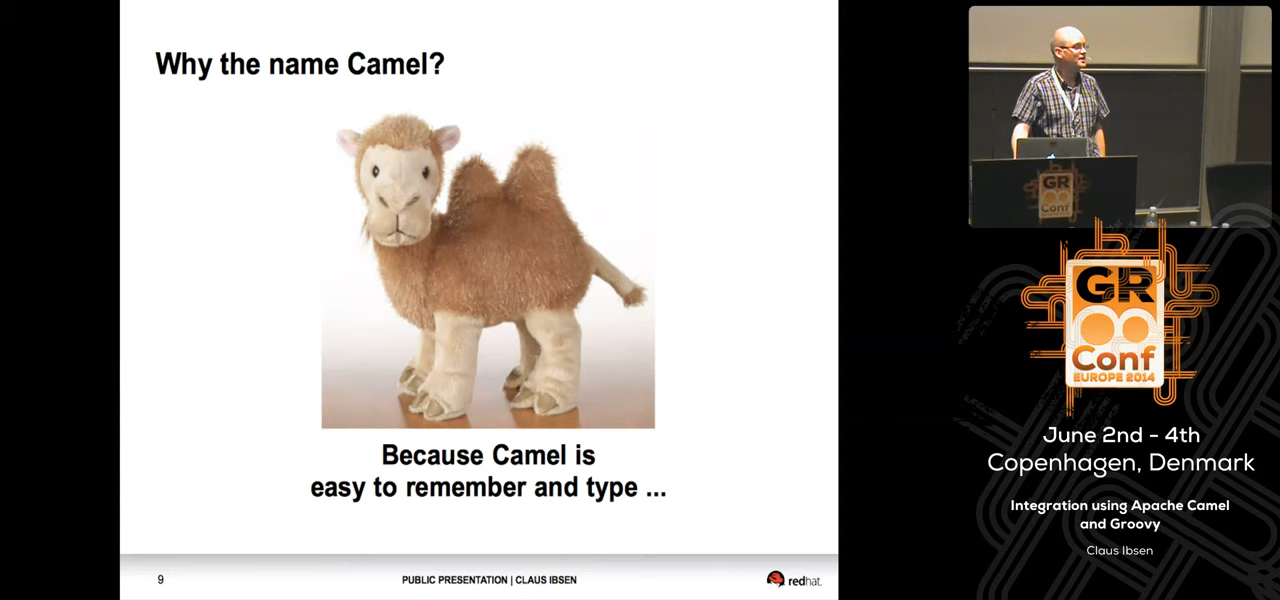 Why the name Camel?
Because Camel is
easy to remember and type ...
9
PUBLIC PRESENTATION | CLAUS IBSEN
redhat.
GR
Conf
GR
Conf
EUROPE 2014
June 2nd - 4th
Copenhagen, Denmark
Integration using Apache Camel
and Groovy
Claus Ibsen